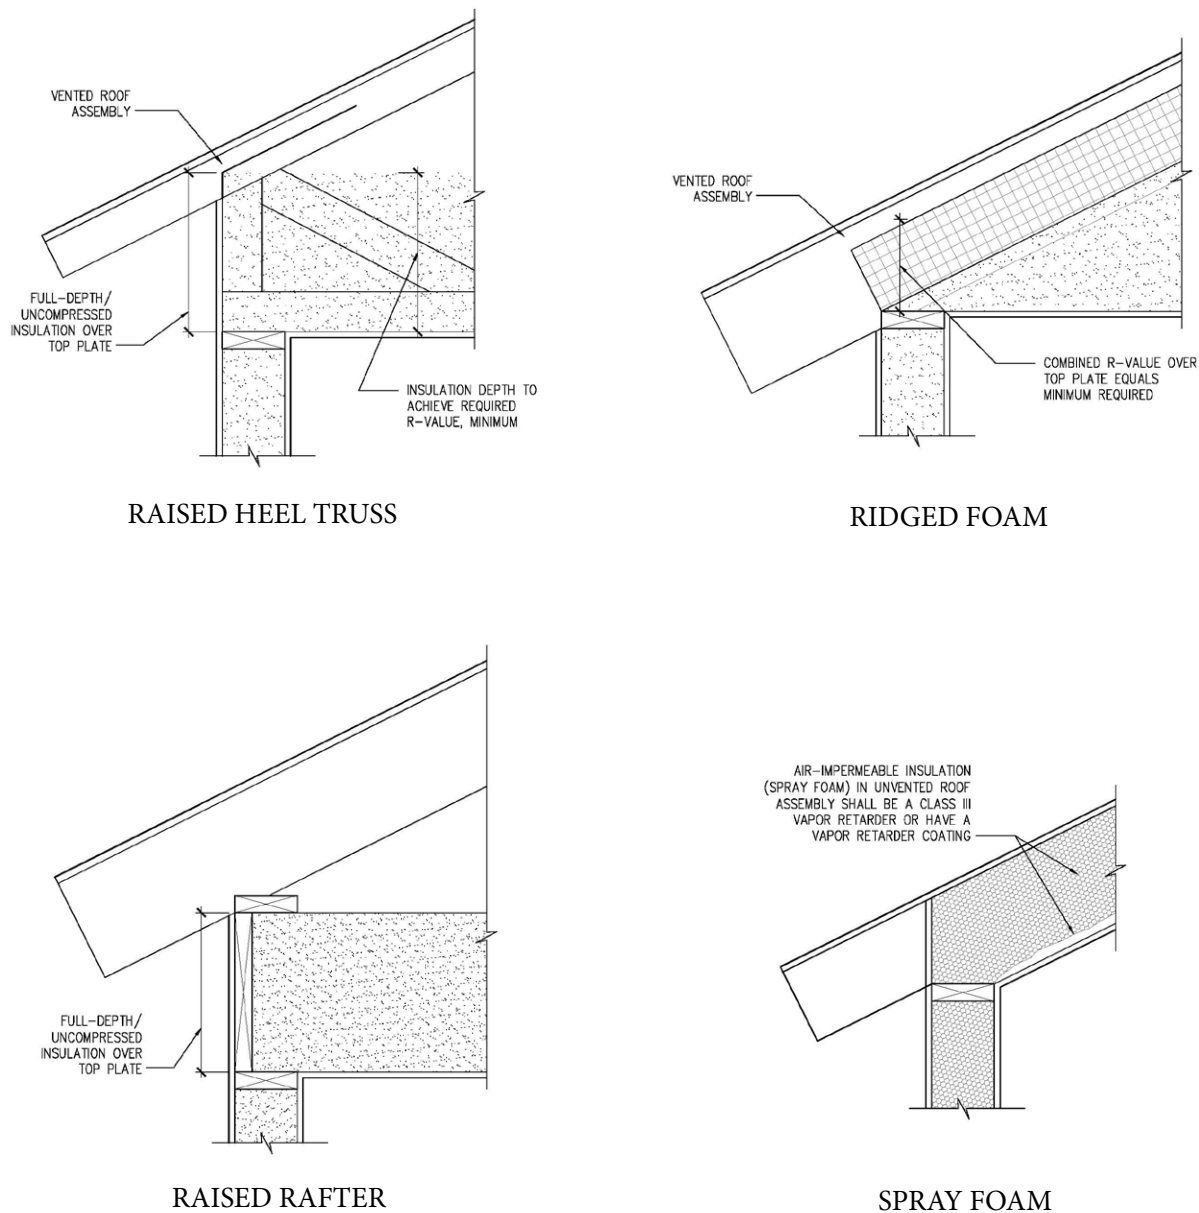 VENTED ROOF
ASSEMBLY
FULL-DEPTH/
UNCOMPRESSED
INSULATION OVER
TOP PLATE
INSULATION DEPTH TO
ACHIEVE REQUIRED
R-VALUE, MINIMUM
RAISED HEEL TRUSS
VENTED ROOF
ASSEMBLY
COMBINED R-VALUE OVER
TOP PLATE EQUALS
MINIMUM REQUIRED
RIDGED FOAM
FULL-DEPTH/
UNCOMPRESSED
INSULATION OVER
TOP PLATE
RAISED RAFTER
AIR-IMPERMEABLE INSULATION
(SPRAY FOAM) IN UNVENTED ROOF
ASSEMBLY SHALL BE A CLASS III
VAPOR RETARDER OR HAVE A
VAPOR RETARDER COATING
SPRAY FOAM